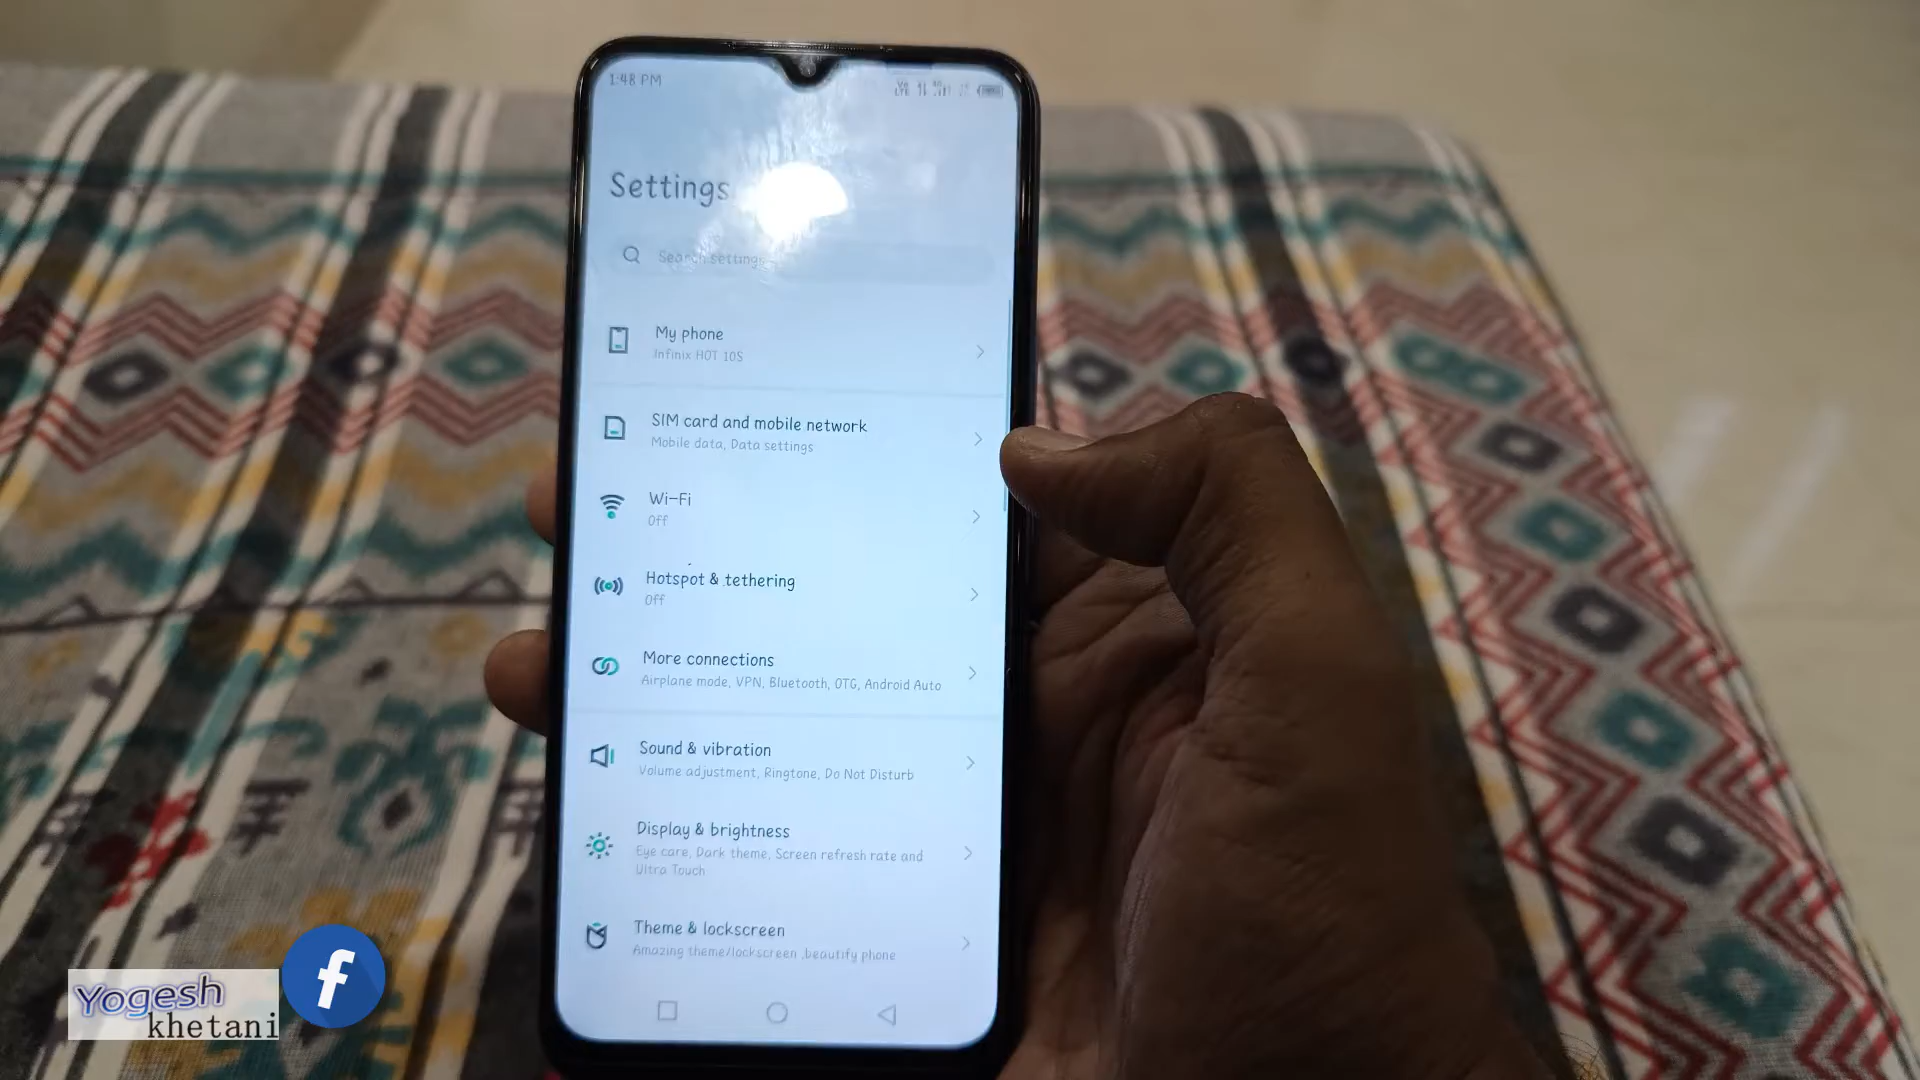 1:48 PM
Settings
Search settings
My phone
Infinix HOT 10S
SIM card and mobile network
Mobile data, Data settings
Wi-Fi
Off
Hotspot & tethering
Off
More connections
Airplane mode, VPN, Bluetooth, OTG, Android Auto
Sound & vibration
Volume adjustment, Ringtone, Do Not Disturb
Display & brightness
Eye care, Dark theme, Screen refresh rate and
Ultra Touch
Theme & lockscreen
Amazing theme/lockscreen ,beautify phone
Yogesh
khetani
f